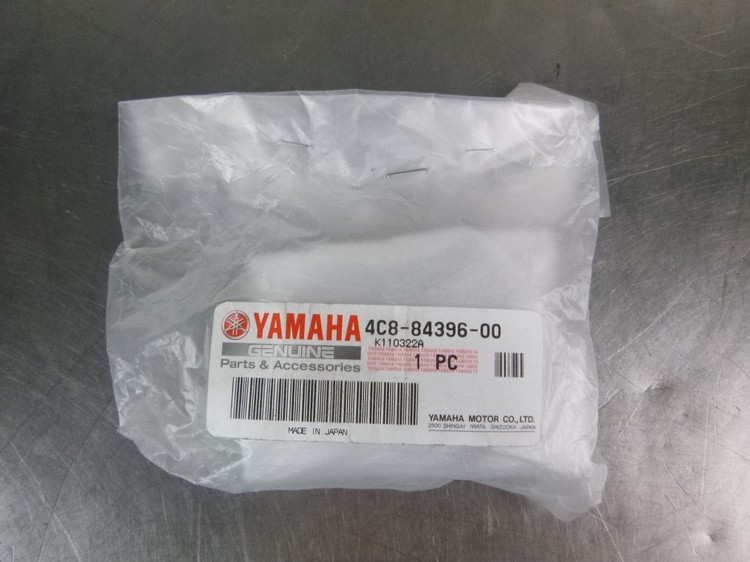 YAMAHA 4C8-84396-00
GENUINE K110322A
Parts & Accessories 1 PC
YAMAHA MOTOR CO.,LTD.
2500 SHINGAI IWATA SHIZUOKA JAPAN
MADE IN JAPAN